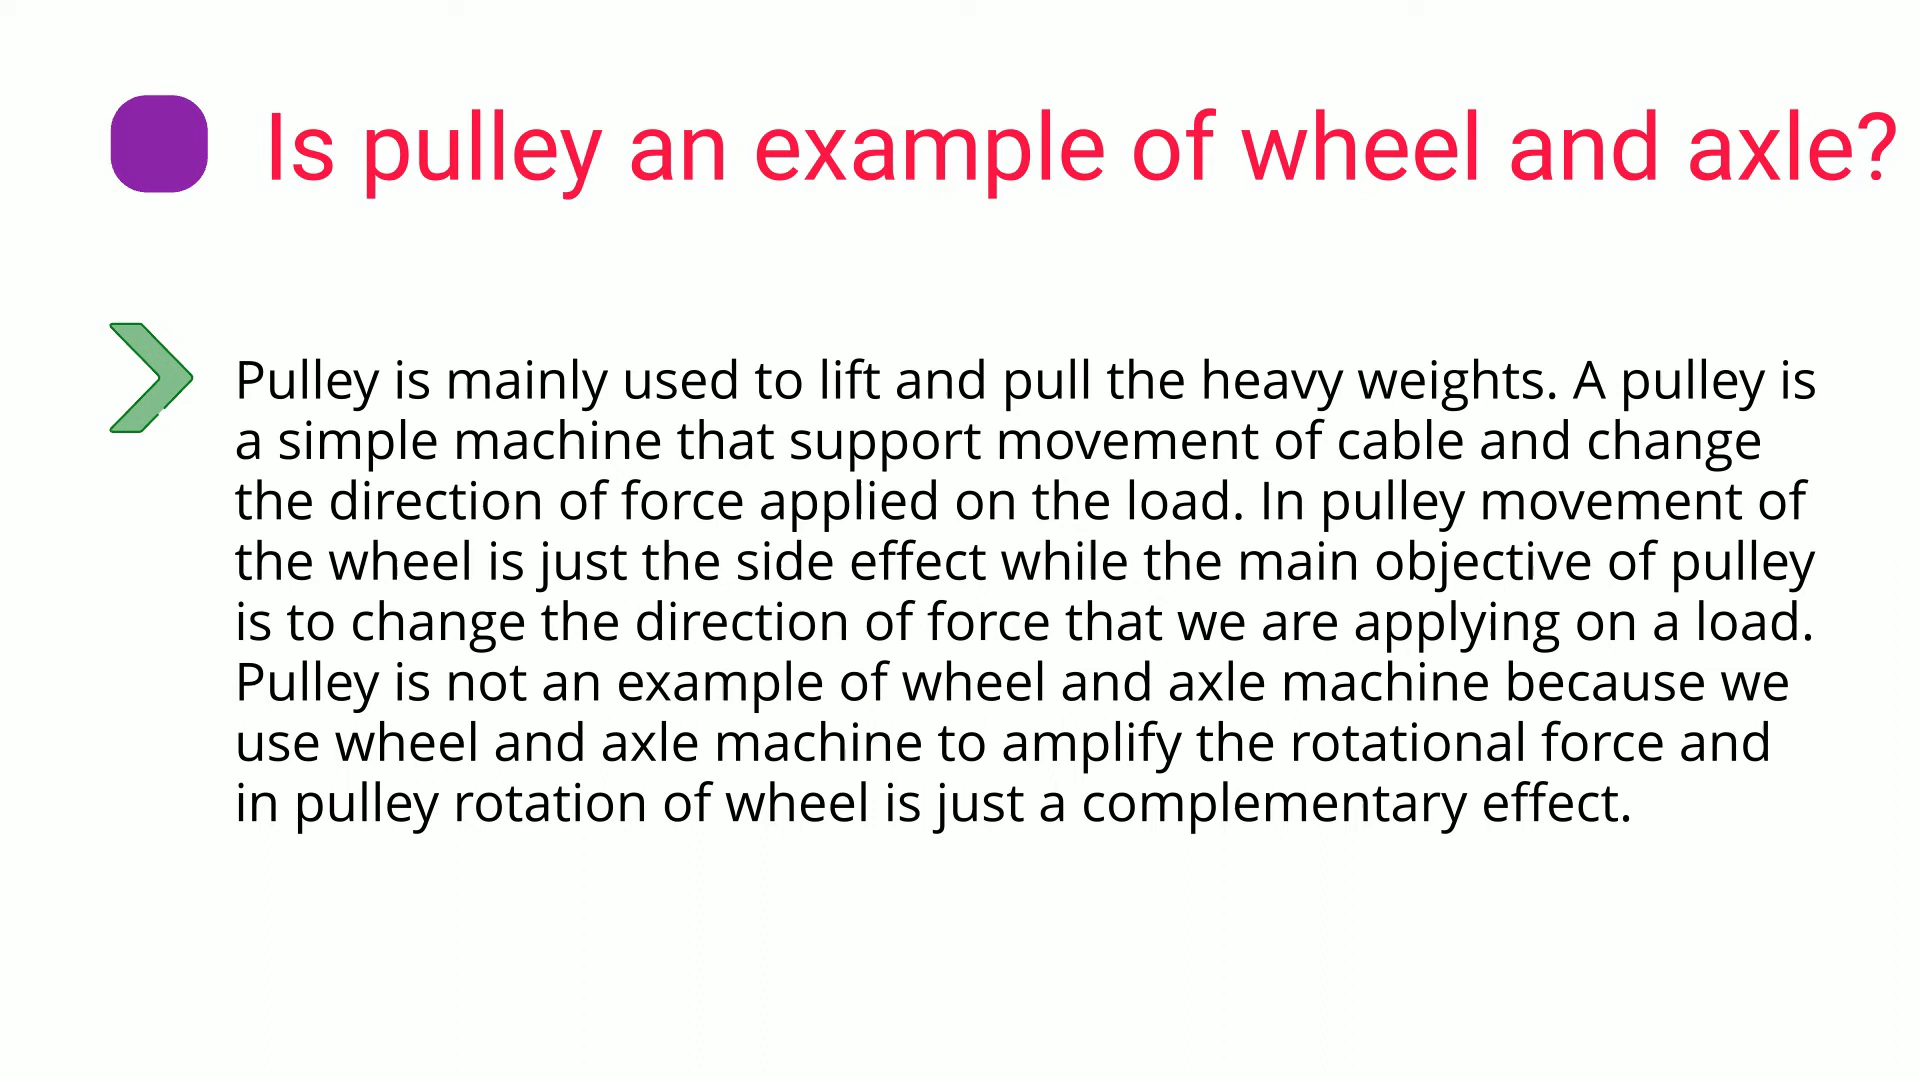 Is pulley an example of wheel and axle?
Pulley is mainly used to lift and pull the heavy weights. A pulley is
a simple machine that support movement of cable and change
the direction of force applied on the load. In pulley movement of
the wheel is just the side effect while the main objective of pulley
is to change the direction of force that we are applying on a load.
Pulley is not an example of wheel and axle machine because we
use wheel and axle machine to amplify the rotational force and
in pulley rotation of wheel is just a complementary effect.